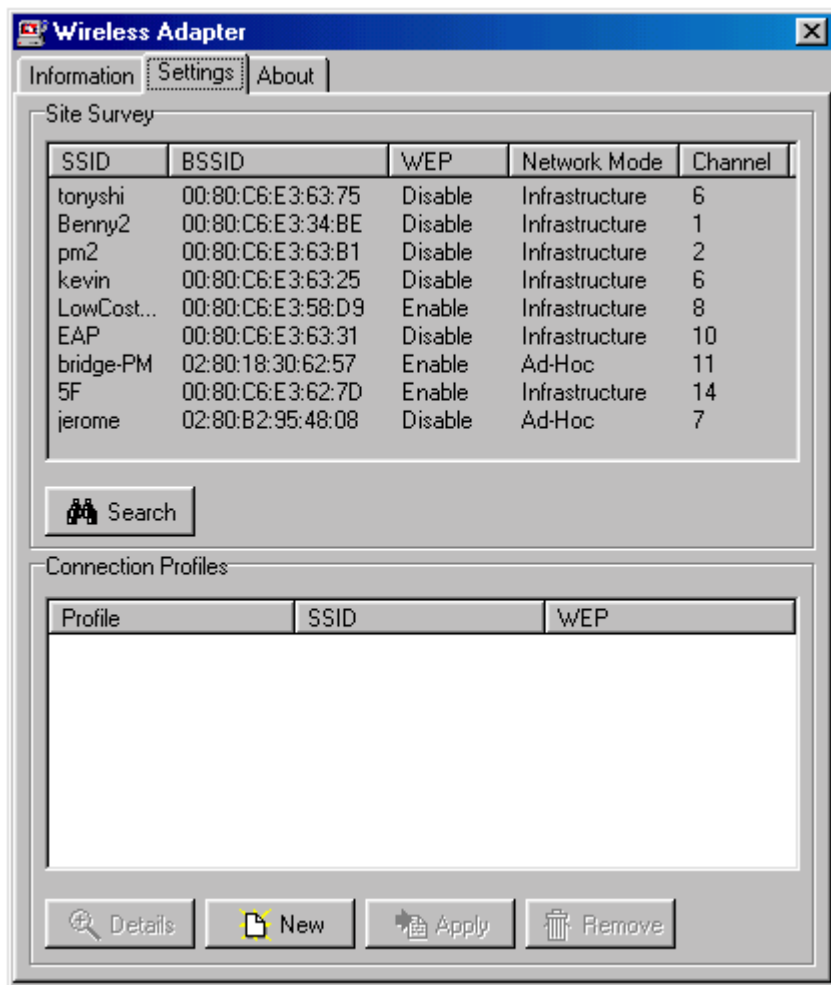 Wireless Adapter
Information Settings About
Site Survey
SSID BSSID WEP Network Mode Channel
tonyshi 00:80:C6:E3:63:75 Disable Infrastructure 6
Benny2 00:80:C6:E3:34:BE Disable Infrastructure 1
pm2 00:80:C6:E3:63:B1 Disable Infrastructure 2
kevin 00:80:C6:E3:63:25 Disable Infrastructure 6
LowCost... 00:80:C6:E3:58:D9 Enable Infrastructure 8
EAP 00:80:C6:E3:63:31 Disable Infrastructure 10
bridge-PM 02:80:18:30:62:57 Enable Ad-Hoc 11
5F 00:80:C6:E3:62:7D Enable Infrastructure 14
jerome 02:80:B2:95:48:08 Disable Ad-Hoc 7
Search
Connection Profiles
Profile SSID WEP
Details New Apply Remove